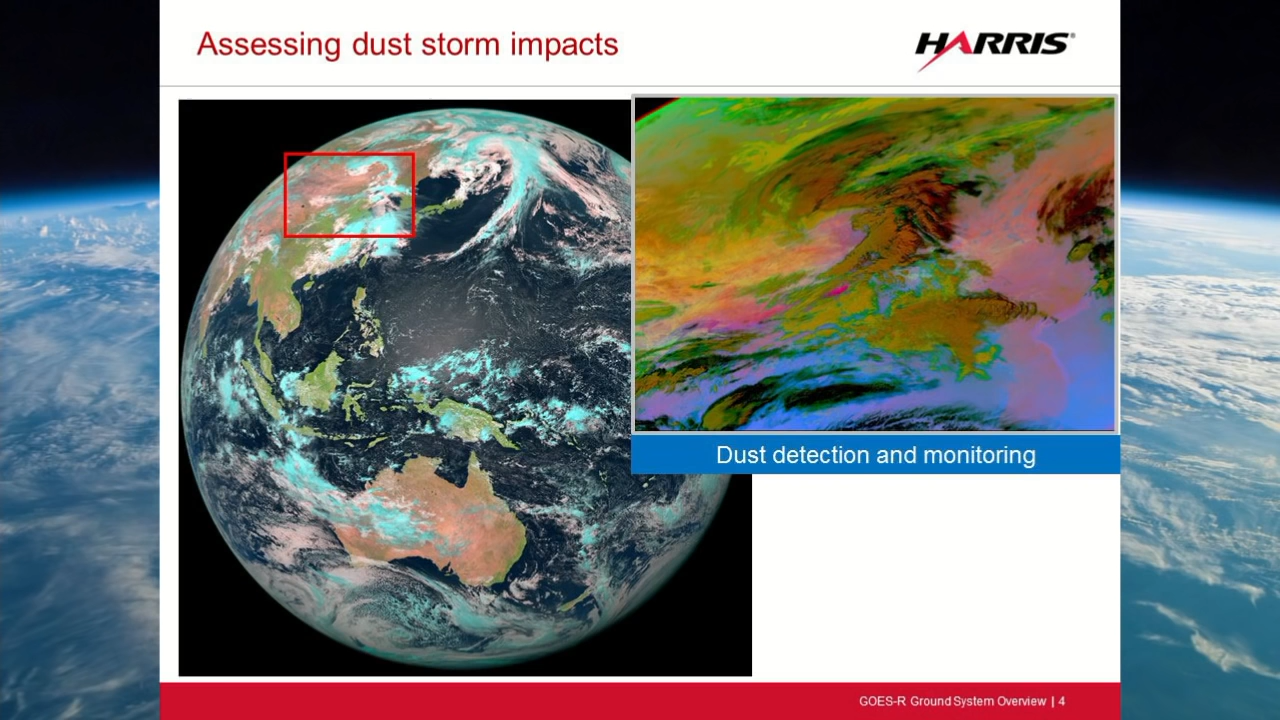 Assessing dust storm impacts
HARRIS®
Dust detection and monitoring
GOES-R Ground System Overview | 4